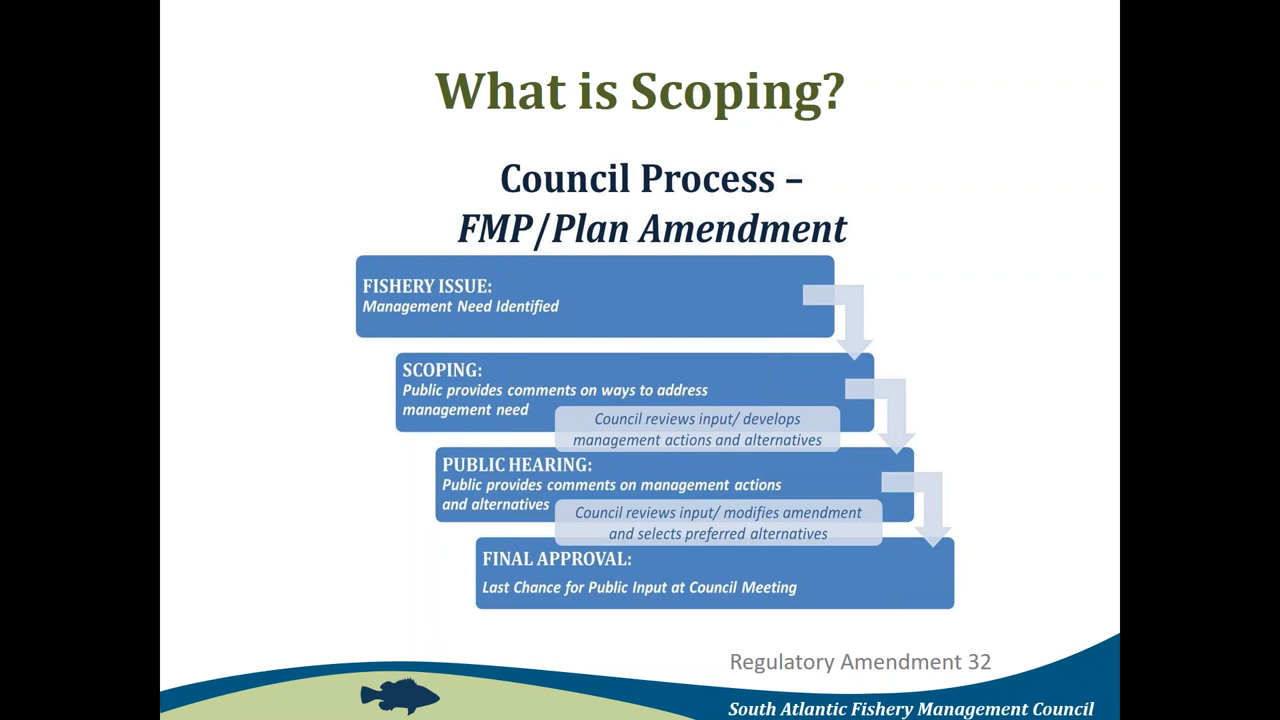 What is Scoping?
Council Process –
FMP/Plan Amendment
FISHERY ISSUE:
Management Need Identified
SCOPING:
Public provides comments on ways to address
management need
Council reviews input/ develops
management actions and alternatives
PUBLIC HEARING:
Public provides comments on management actions
and alternatives
Council reviews input/ modifies amendment
and selects preferred alternatives
FINAL APPROVAL:
Last Chance for Public Input at Council Meeting
Regulatory Amendment 32
South Atlantic Fishery Management Council